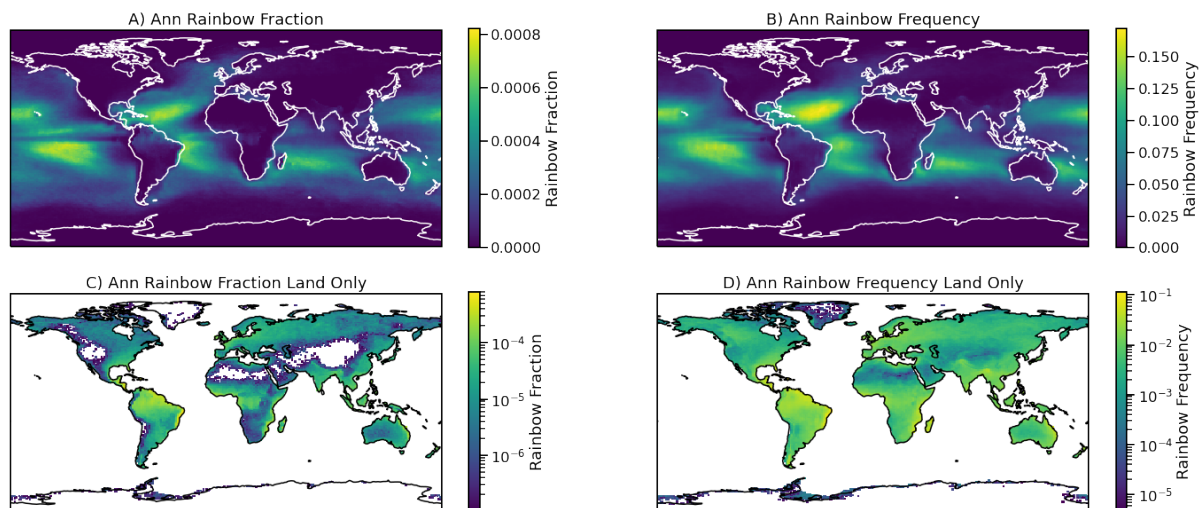 A) Ann Rainbow Fraction
0.0008
0.0006
0.0004
0.0002
0.0000
Rainbow Fraction
B) Ann Rainbow Frequency
0.150
0.125
0.100
0.075
0.050
0.025
0.000
Rainbow Frequency
C) Ann Rainbow Fraction Land Only
10⁻⁴
10⁻⁵
10⁻⁶
Rainbow Fraction
D) Ann Rainbow Frequency Land Only
10⁻¹
10⁻²
10⁻³
10⁻⁴
10⁻⁵
Rainbow Frequency